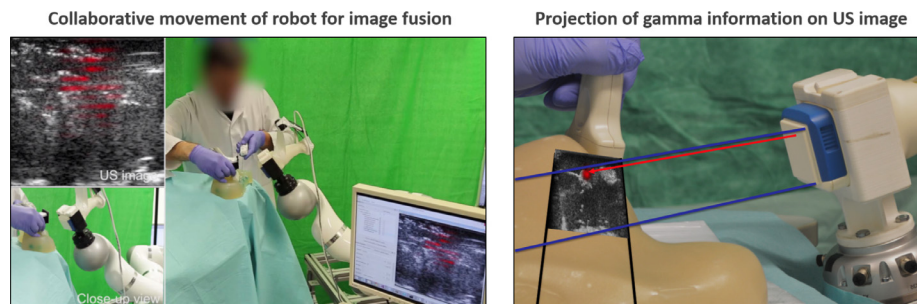 Collaborative movement of robot for image fusion
Projection of gamma information on US image
US image
Close-up view